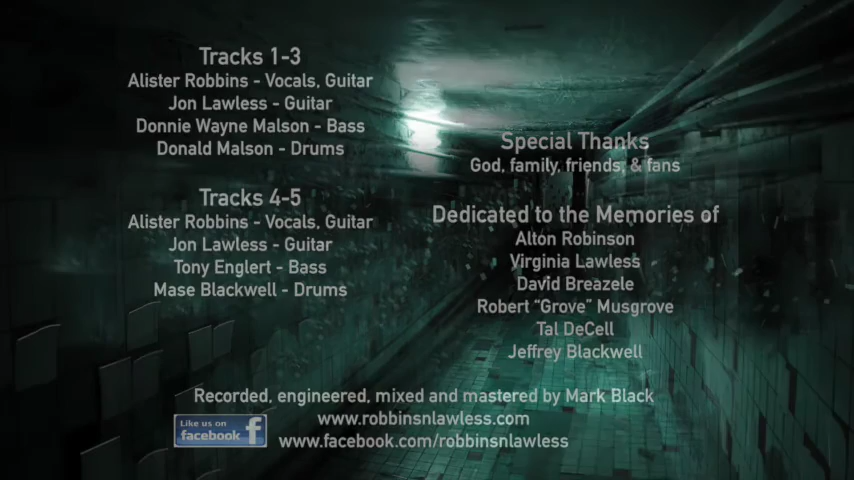 Tracks 1-3
Alister Robbins - Vocals, Guitar
Jon Lawless - Guitar
Donnie Wayne Malson - Bass
Donald Malson - Drums
Tracks 4-5
Alister Robbins - Vocals, Guitar
Jon Lawless - Guitar
Tony Englert - Bass
Mase Blackwell - Drums
Special Thanks
God, family, friends, & fans
Dedicated to the Memories of
Alton Robinson
Virginia Lawless
David Breazele
Robert “Grove” Musgrove
Tal DeCell
Jeffrey Blackwell
Recorded, engineered, mixed and mastered by Mark Black
www.robbinsnlawless.com
Like us on
facebook f
www.facebook.com/robbinsnlawless